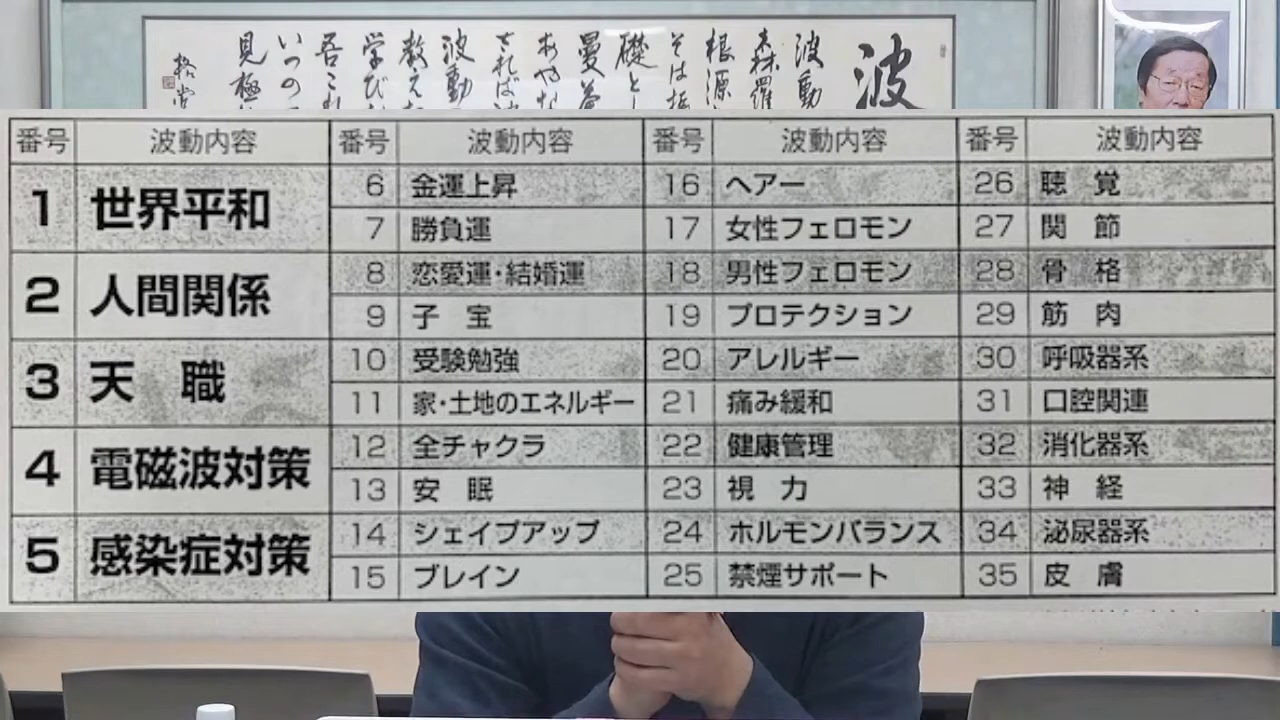 波
波動
森羅
根源
そは振
礎とし
曼荼
あやな
されば波
波動
教えた
学びな
吾これ
いつの
見極
番号 波動内容 番号 波動内容 番号 波動内容 番号 波動内容
1 世界平和
2 人間関係
3 天 職
4 電磁波対策
5 感染症対策
6 金運上昇
7 勝負運
8 恋愛運・結婚運
9 子 宝
10 受験勉強
11 家・土地のエネルギー
12 全チャクラ
13 安 眠
14 シェイプアップ
15 ブレイン
16 ヘアー
17 女性フェロモン
18 男性フェロモン
19 プロテクション
20 アレルギー
21 痛み緩和
22 健康管理
23 視 力
24 ホルモンバランス
25 禁煙サポート
26 聴 覚
27 関 節
28 骨 格
29 筋 肉
30 呼吸器系
31 口腔関連
32 消化器系
33 神 経
34 泌尿器系
35 皮 膚